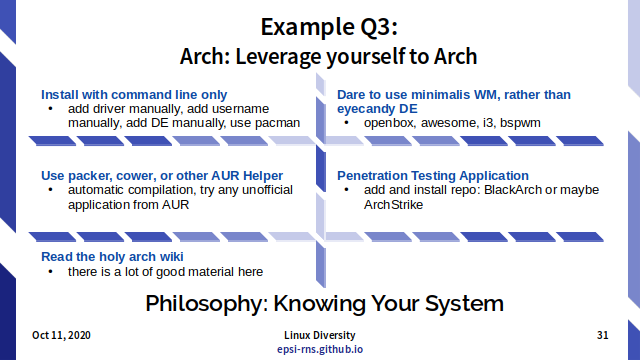 Example Q3:
Arch: Leverage yourself to Arch
Install with command line only
• add driver manually, add username
manually, add DE manually, use pacman
Dare to use minimalis WM, rather than
eyecandy DE
• openbox, awesome, i3, bspwm
Use packer, cower, or other AUR Helper
• automatic compilation, try any unofficial
application from AUR
Penetration Testing Application
• add and install repo: BlackArch or maybe
ArchStrike
Read the holy arch wiki
• there is a lot of good material here
Philosophy: Knowing Your System
Oct 11, 2020
Linux Diversity
epsi-rns.github.io
31